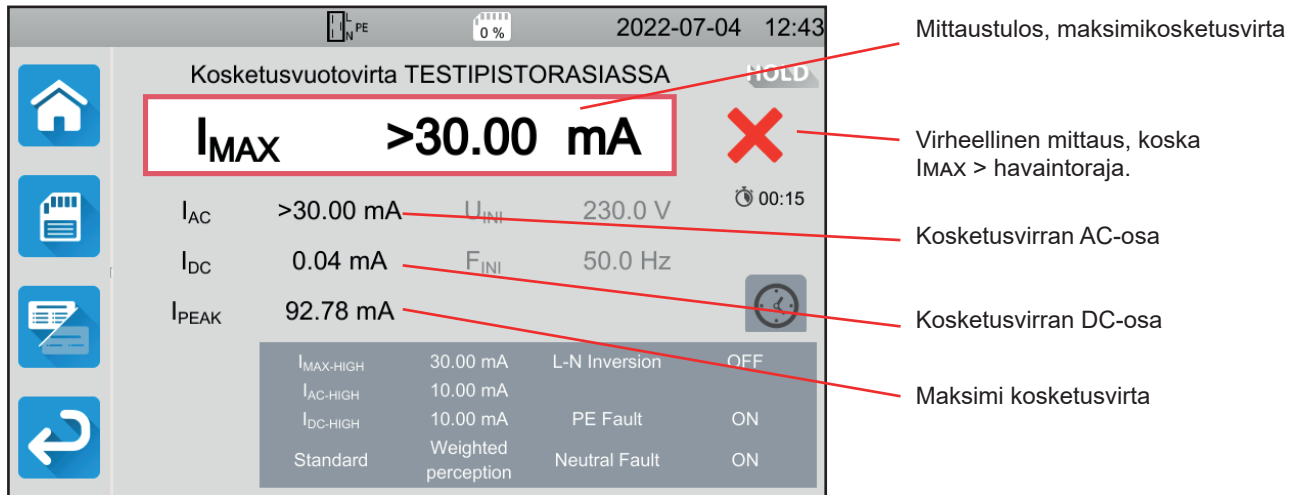 L
N PE
0 %
2022-07-04 12:43
Kosketusvuotovirta TESTIPISTORASIASSA
HOLD
IMAX >30.00 mA
00:15
IAC >30.00 mA UINI 230.0 V
IDC 0.04 mA FINI 50.0 Hz
IPEAK 92.78 mA
IMAX-HIGH 30.00 mA L-N Inversion OFF
IAC-HIGH 10.00 mA
IDC-HIGH 10.00 mA PE Fault ON
Standard Weighted perception Neutral Fault ON
Mittaustulos, maksimikosketusvirta
Virheellinen mittaus, koska
IMAX > havaintoraja.
Kosketusvirran AC-osa
Kosketusvirran DC-osa
Maksimi kosketusvirta